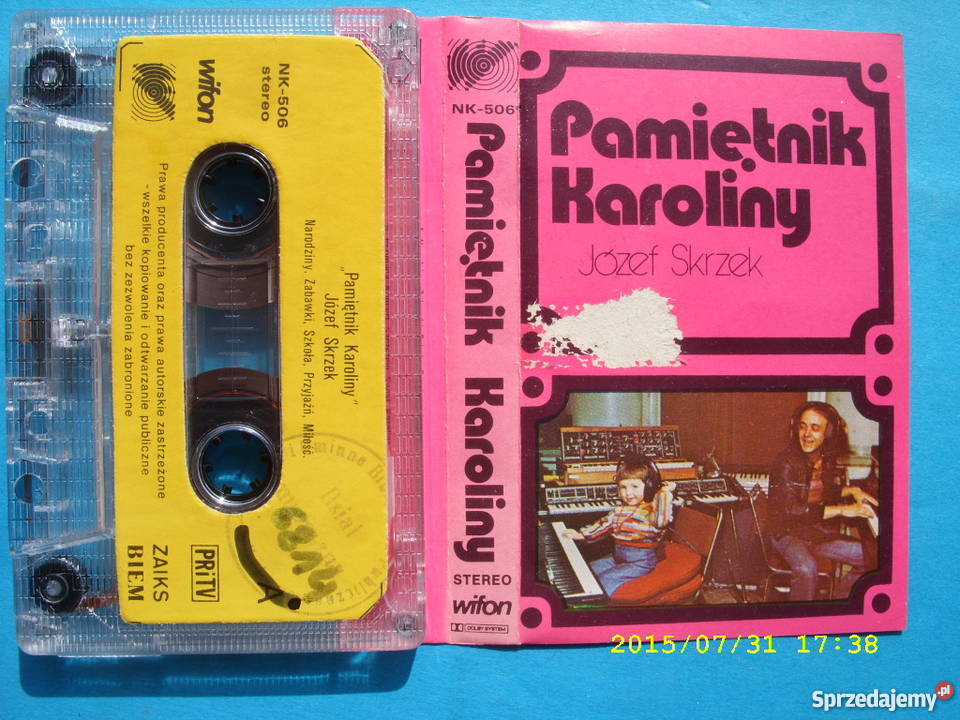 wifon
NK-506
stereo
„Pamiętnik Karoliny”
Józef Skrzek
Narodziny, Zabawki, Szkoła, Przyjaźń, Miłość.
Prawa producenta oraz prawa autorskie zastrzeżone
- wszelkie kopiowanie i odtwarzanie publiczne
bez zezwolenia zabronione
PRiTV
ZAIKS
BIEM
A
NK-506
Pamiętnik Karoliny
STEREO
wifon
DOLBY SYSTEM
Pamiętnik
Karoliny
Józef Skrzek
2015/07/31 17:38
Sprzedajemy.pl